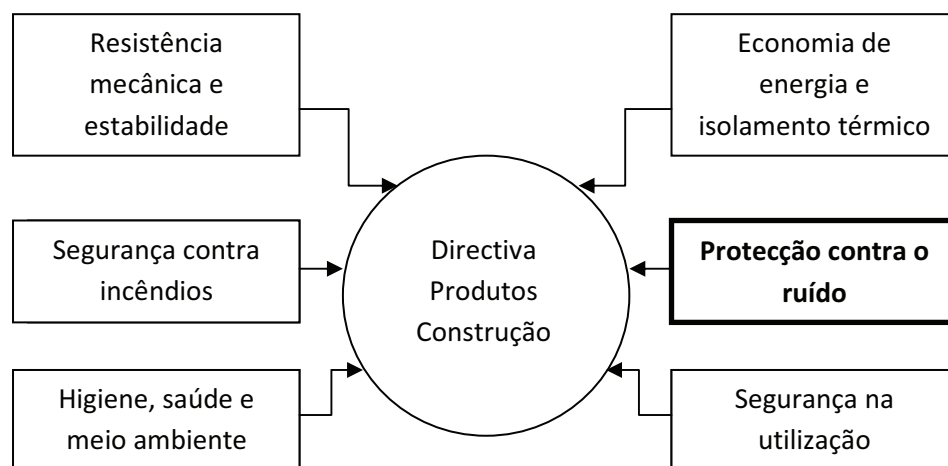 Resistência
mecânica e
estabilidade
Economia de
energia e
isolamento térmico
Segurança contra
incêndios
Directiva
Produtos
Construção
Protecção contra o
ruído
Higiene, saúde e
meio ambiente
Segurança na
utilização